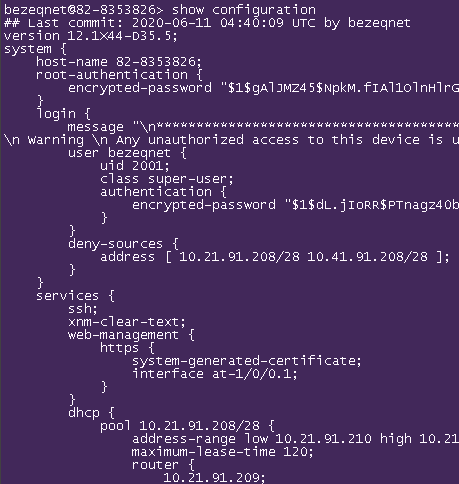 bezeqnet@82-8353826> show configuration
## Last commit: 2020-06-11 04:40:09 UTC by bezeqnet
version 12.1X44-D35.5;
system {
host-name 82-8353826;
root-authentication {
encrypted-password "$1$gAlJMZ45$NpkM.fIAl1OlnHlrG
}
login {
message "\n**************************************
\n Warning \n Any unauthorized access to this device is u
user bezeqnet {
uid 2001;
class super-user;
authentication {
encrypted-password "$1$dL.jIoRR$PTnagz40b
}
}
deny-sources {
address [ 10.21.91.208/28 10.41.91.208/28 ];
}
}
services {
ssh;
xnm-clear-text;
web-management {
https {
system-generated-certificate;
interface at-1/0/0.1;
}
}
dhcp {
pool 10.21.91.208/28 {
address-range low 10.21.91.210 high 10.21
maximum-lease-time 120;
router {
10.21.91.209;